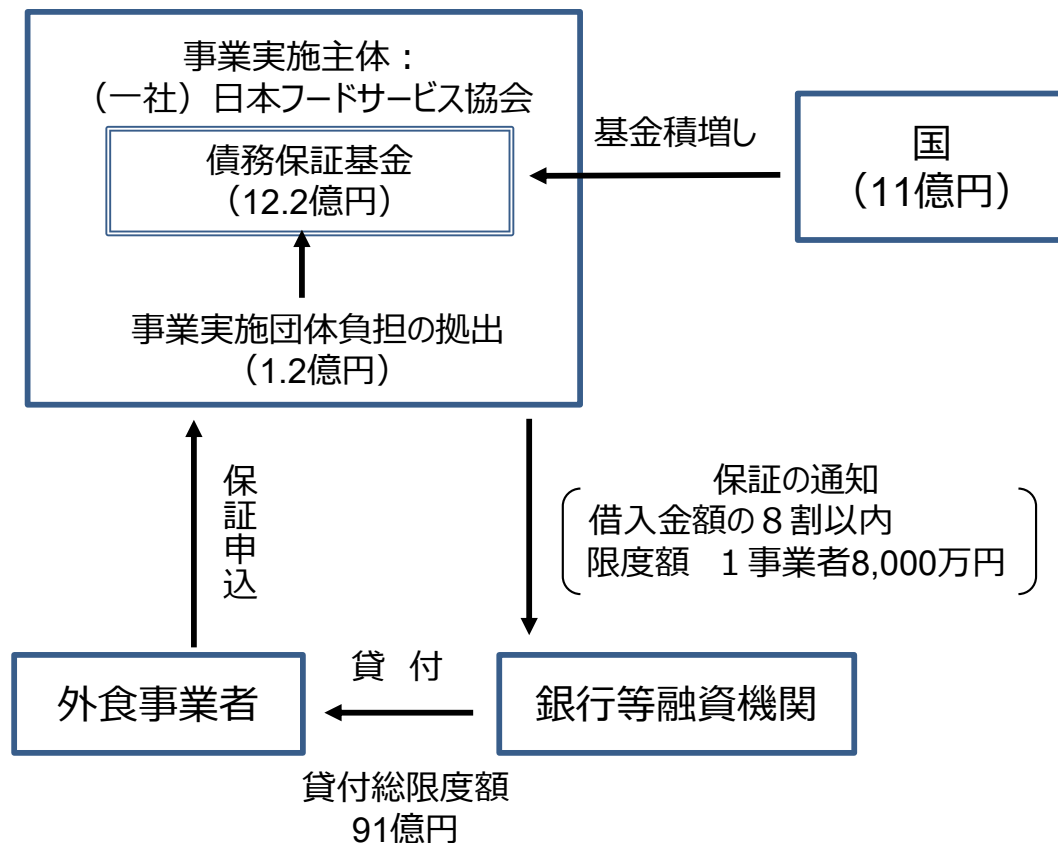 事業実施主体：
（一社）日本フードサービス協会
債務保証基金
（12.2億円）
基金積増し
国
（11億円）
事業実施団体負担の拠出
（1.2億円）
保証申込
保証の通知
借入金額の８割以内
限度額　１事業者8,000万円
外食事業者
貸　付
銀行等融資機関
貸付総限度額
91億円